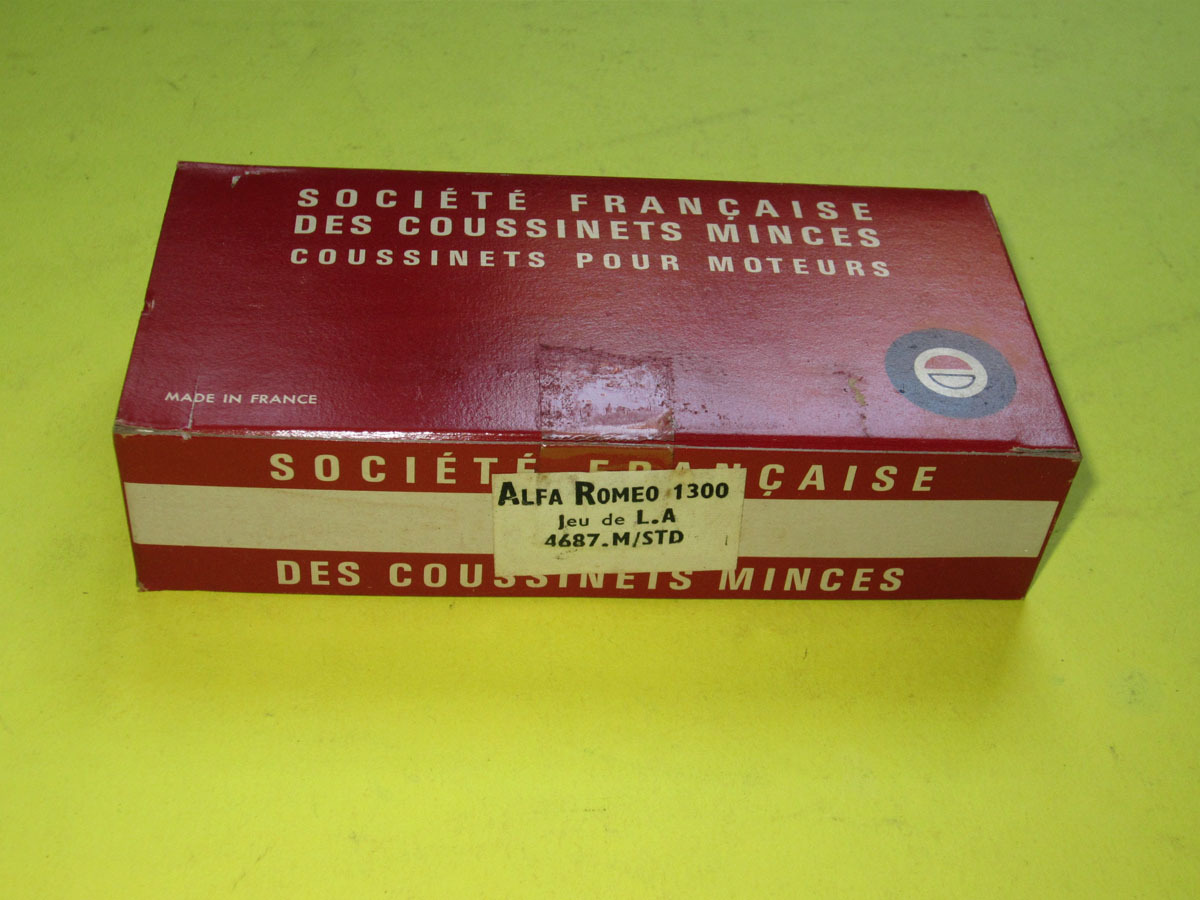 SOCIÉTÉ FRANÇAISE
DES COUSSINETS MINCES
COUSSINETS POUR MOTEURS
MADE IN FRANCE
SOCIÉTÉ FRANÇAISE
ALFA ROMEO 1300
Jeu de L.A
4687.M/STD
DES COUSSINETS MINCES